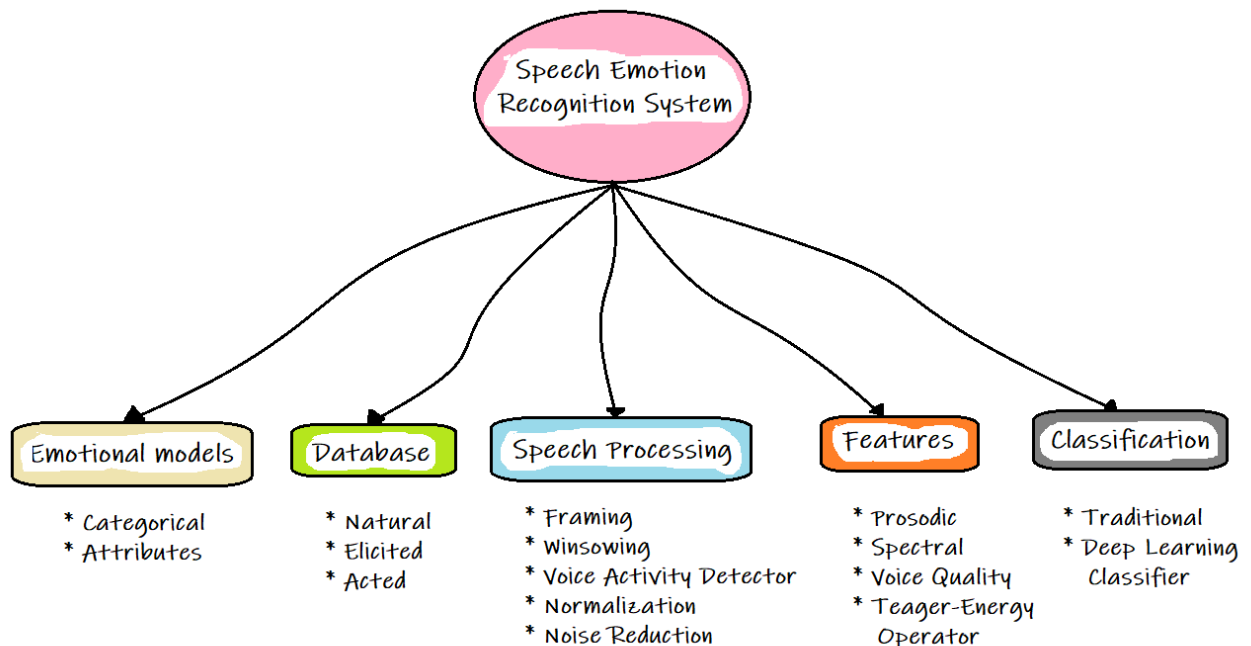 Speech Emotion
Recognition System
Emotional models
* Categorical
* Attributes
Database
* Natural
* Elicited
* Acted
Speech Processing
* Framing
* Winsowing
* Voice Activity Detector
* Normalization
* Noise Reduction
Features
* Prosodic
* Spectral
* Voice Quality
* Teager-Energy
Operator
Classification
* Traditional
* Deep Learning
Classifier